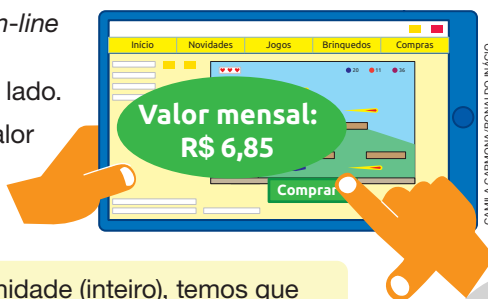 n-line
lado.
alor
Início Novidades Jogos Brinquedos Compras
20 11 36
Valor mensal:
R$ 6,85
Comprar
nidade (inteiro), temos que